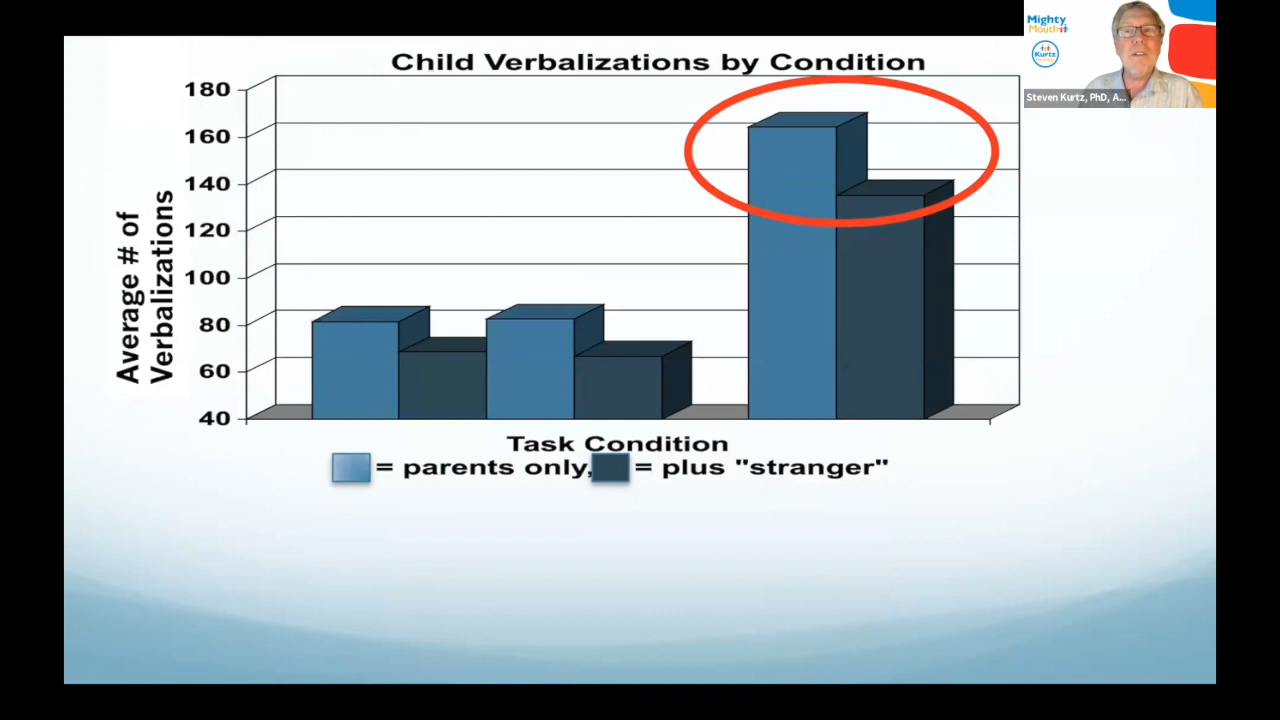 Child Verbalizations by Condition
180
160
140
120
100
80
60
40
Average # of
Verbalizations
Task Condition
= parents only, = plus "stranger"
Mighty
Mouth
Kurtz
Steven Kurtz, PhD, A...